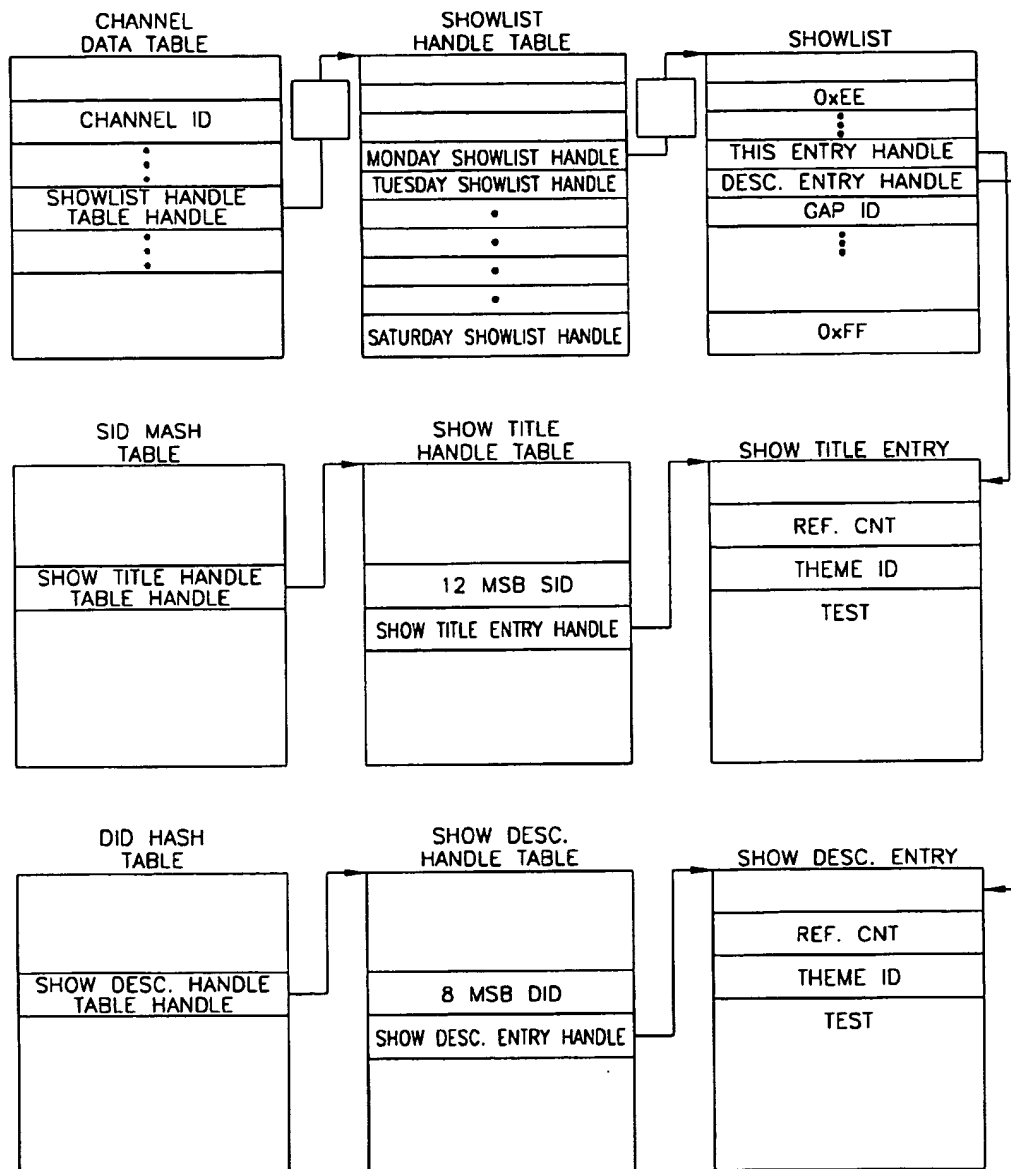 CHANNEL
DATA TABLE
CHANNEL ID
SHOWLIST HANDLE
TABLE HANDLE
SHOWLIST
HANDLE TABLE
MONDAY SHOWLIST HANDLE
TUESDAY SHOWLIST HANDLE
SATURDAY SHOWLIST HANDLE
SHOWLIST
0xEE
THIS ENTRY HANDLE
DESC. ENTRY HANDLE
GAP ID
0xFF
SID MASH
TABLE
SHOW TITLE HANDLE
TABLE HANDLE
SHOW TITLE
HANDLE TABLE
12 MSB SID
SHOW TITLE ENTRY HANDLE
SHOW TITLE ENTRY
REF. CNT
THEME ID
TEST
DID HASH
TABLE
SHOW DESC. HANDLE
TABLE HANDLE
SHOW DESC.
HANDLE TABLE
8 MSB DID
SHOW DESC. ENTRY HANDLE
SHOW DESC. ENTRY
REF. CNT
THEME ID
TEST